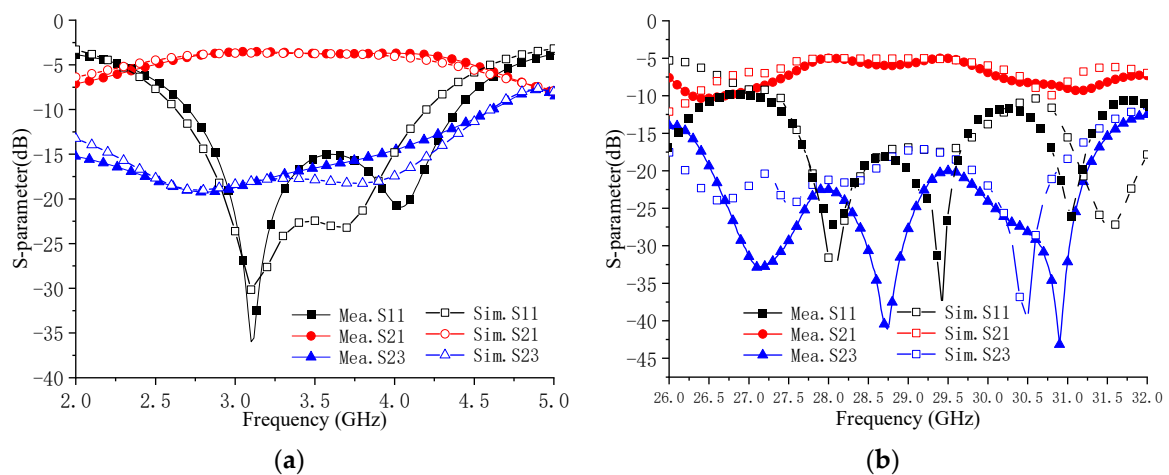 0
-5
-10
-15
-20
-25
-30
-35
-40
S-parameter(dB)
2.0 2.5 3.0 3.5 4.0 4.5 5.0
Frequency (GHz)
Mea.S11 Sim.S11
Mea.S21 Sim.S21
Mea.S23 Sim.S23
(a)
0
-5
-10
-15
-20
-25
-30
-35
-40
-45
S-parameter(dB)
26.0 26.5 27.0 27.5 28.0 28.5 29.0 29.5 30.0 30.5 31.0 31.5 32.0
Frequency (GHz)
Mea.S11 Sim.S11
Mea.S21 Sim.S21
Mea.S23 Sim.S23
(b)